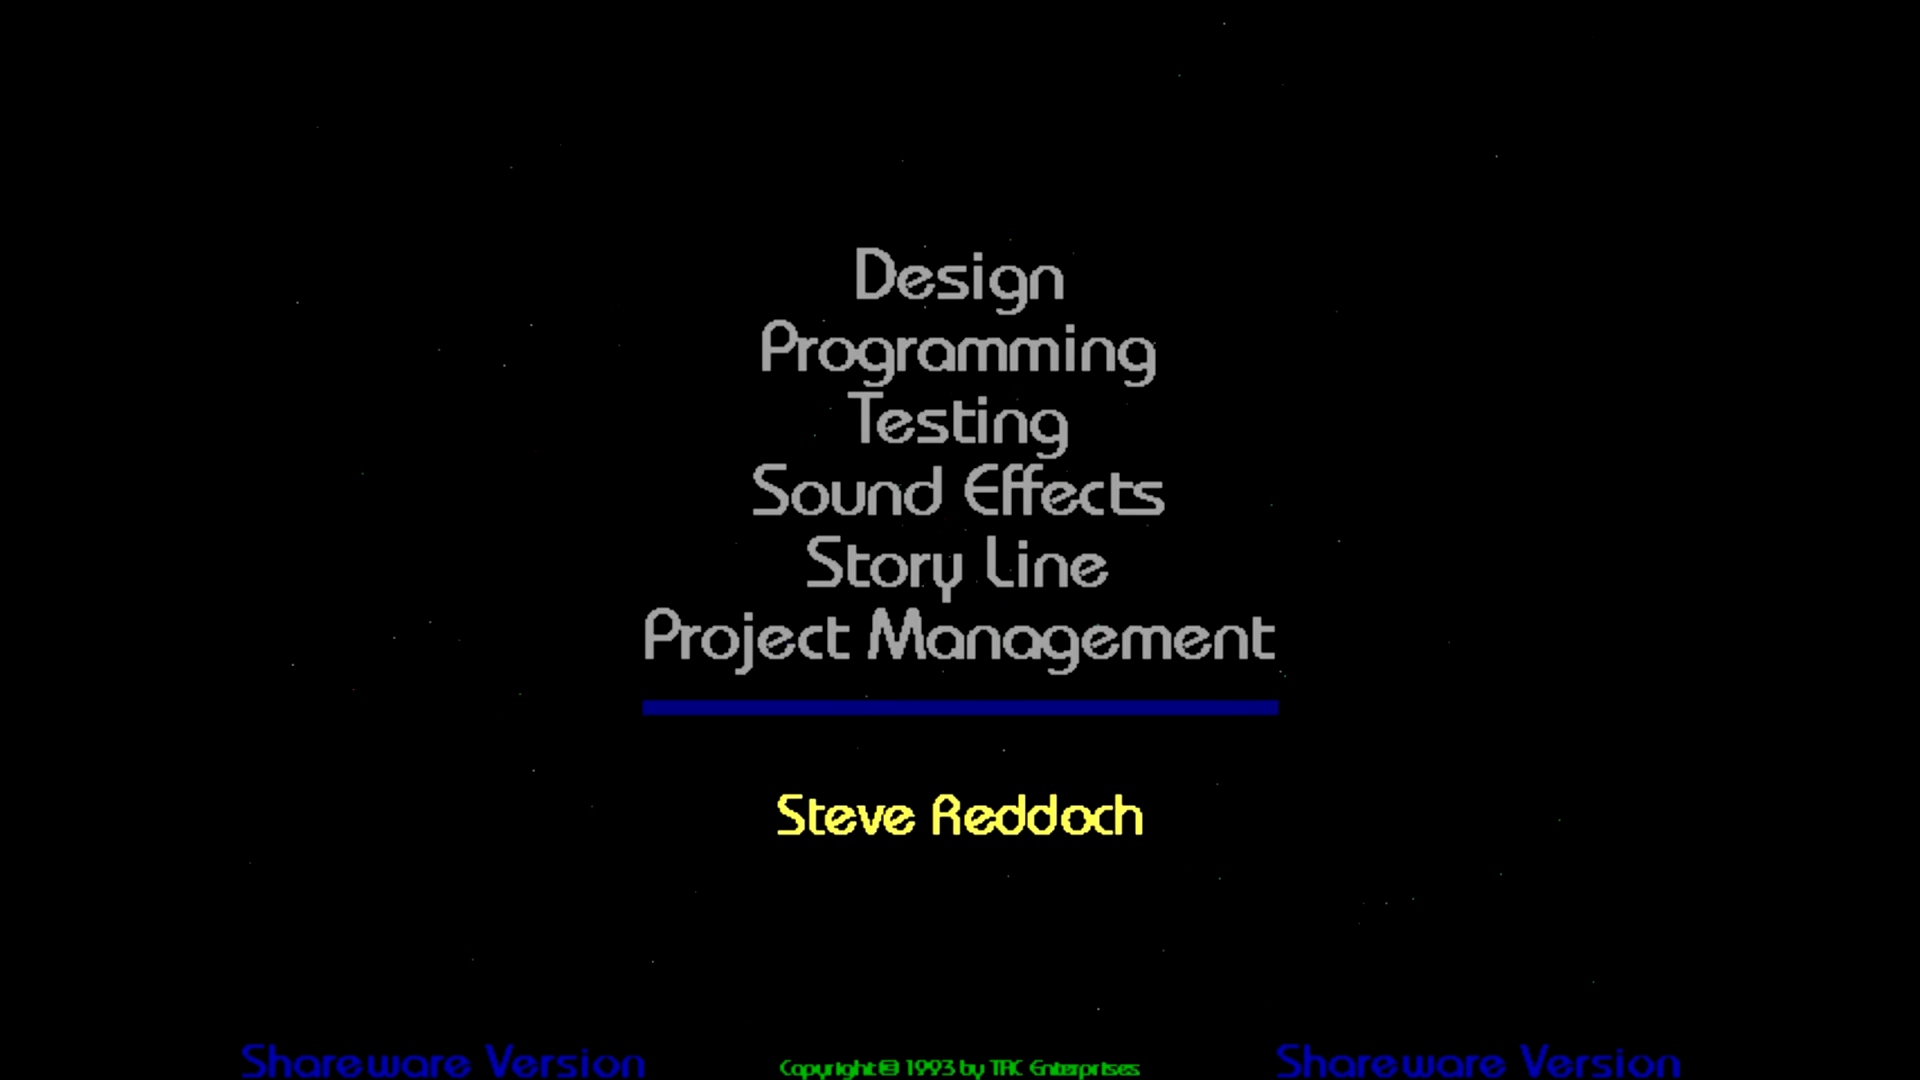 Design
Programming
Testing
Sound Effects
Story Line
Project Management
Steve Reddoch
Shareware Version
Copyright © 1993 by TAC Enterprises
Shareware Version